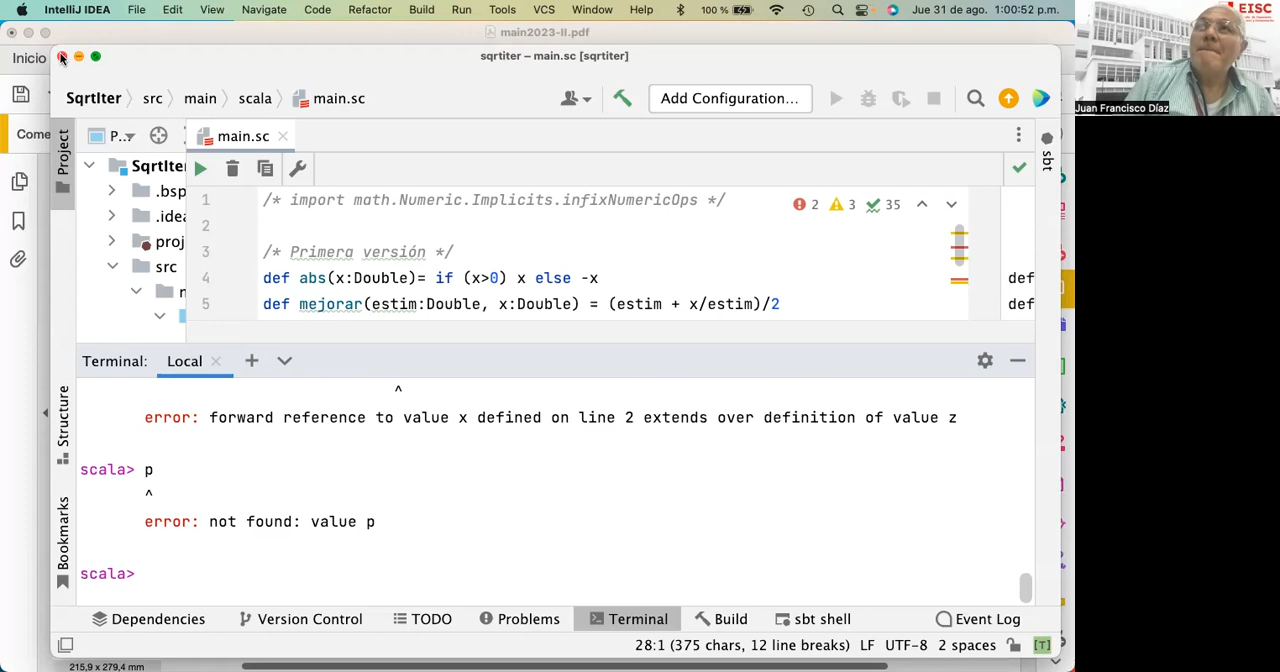 IntelliJ IDEA File Edit View Navigate Code Refactor Build Run Tools VCS Window Help 100 % Jue 31 de ago. 1:00:52 p.m.
EISC
main2023-II.pdf
Inicio
sqrtiter – main.sc [sqrtiter]
SqrtIter src main scala main.sc Add Configuration...
Juan Francisco Díaz
Come
Project
P...
main.sc
sbt
SqrtIter
.bsp
.idea
proj
src
1 /* import math.Numeric.Implicits.infixNumericOps */
2 3 35
2
3 /* Primera versión */
4 def abs(x:Double)= if (x>0) x else -x
def
5 def mejorar(estim:Double, x:Double) = (estim + x/estim)/2
def
Terminal: Local
^
error: forward reference to value x defined on line 2 extends over definition of value z
scala> p
^
error: not found: value p
scala>
Structure
Bookmarks
Dependencies Version Control TODO Problems Terminal Build sbt shell Event Log
28:1 (375 chars, 12 line breaks) LF UTF-8 2 spaces [T]
215,9 x 279,4 mm